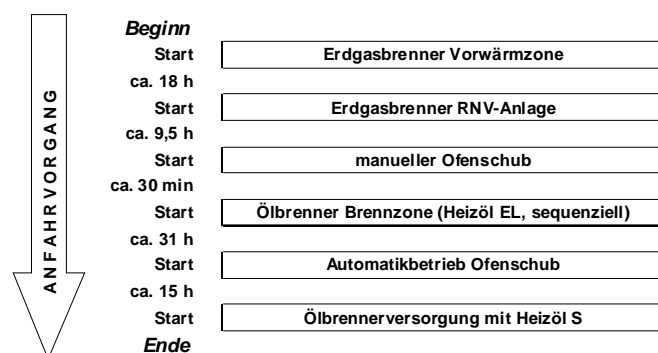 ANFAHRVORGANG
Beginn
Start Erdgasbrenner Vorwärmzone
ca. 18 h
Start Erdgasbrenner RNV-Anlage
ca. 9,5 h
Start manueller Ofenschub
ca. 30 min
Start Ölbrenner Brennzone (Heizöl EL, sequenziell)
ca. 31 h
Start Automatikbetrieb Ofenschub
ca. 15 h
Start Ölbrennerversorgung mit Heizöl S
Ende